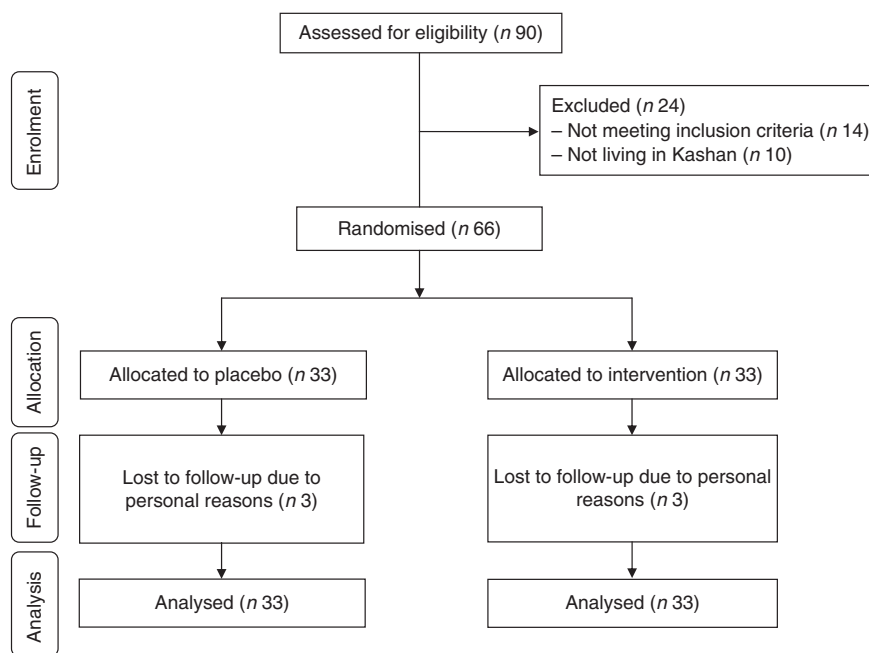 Assessed for eligibility (n 90)
Enrolment
Excluded (n 24)
– Not meeting inclusion criteria (n 14)
– Not living in Kashan (n 10)
Randomised (n 66)
Allocation
Allocated to placebo (n 33)
Allocated to intervention (n 33)
Follow-up
Lost to follow-up due to
personal reasons (n 3)
Lost to follow-up due to personal
reasons (n 3)
Analysis
Analysed (n 33)
Analysed (n 33)